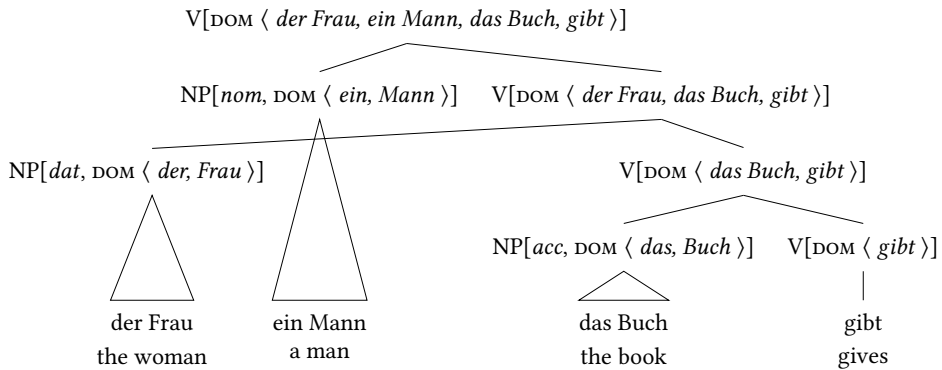 V[DOM ⟨ der Frau, ein Mann, das Buch, gibt ⟩]
NP[nom, DOM ⟨ ein, Mann ⟩] V[DOM ⟨ der Frau, das Buch, gibt ⟩]
NP[dat, DOM ⟨ der, Frau ⟩] V[DOM ⟨ das Buch, gibt ⟩]
NP[acc, DOM ⟨ das, Buch ⟩] V[DOM ⟨ gibt ⟩]
der Frau ein Mann das Buch gibt
the woman a man the book gives